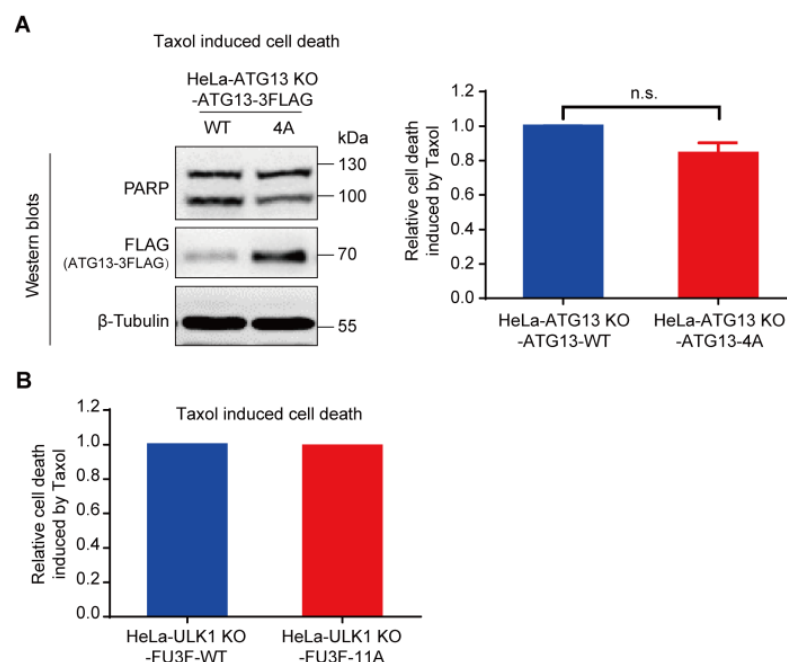 A
Taxol induced cell death
HeLa-ATG13 KO
-ATG13-3FLAG
WT 4A kDa
Western blots
PARP
130
100
FLAG
(ATG13-3FLAG)
70
β-Tubulin
55
Relative cell death
induced by Taxol
1.2
1.0
0.8
0.6
0.4
0.2
0.0
n.s.
HeLa-ATG13 KO
-ATG13-WT
HeLa-ATG13 KO
-ATG13-4A
B
Taxol induced cell death
Relative cell death
induced by Taxol
1.2
1.0
0.8
0.6
0.4
0.2
0.0
HeLa-ULK1 KO
-FU3F-WT
HeLa-ULK1 KO
-FU3F-11A